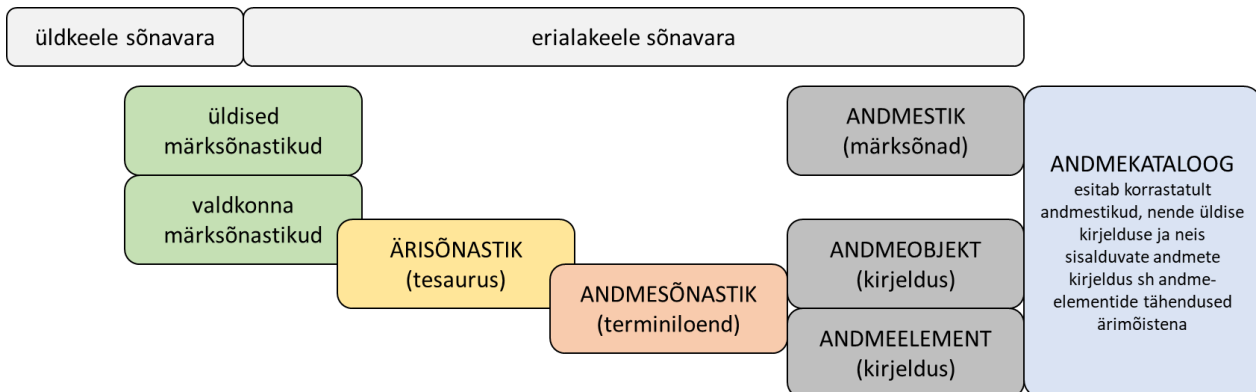 üldkeele sõnavara
erialakeele sõnavara
üldised
märksõnastikud
valdkonna
märksõnastikud
ÄRISÕNASTIK
(tesaurus)
ANDMESÕNASTIK
(terminiloend)
ANDMESTIK
(märksõnad)
ANDMEOBJEKT
(kirjeldus)
ANDMEELEMENT
(kirjeldus)
ANDMEKATALOOG
esitab korrastatult
andmestikud, nende üldise
kirjelduse ja neis
sisalduvate andmete
kirjeldus sh andme-
elementide tähendused
ärimõistena